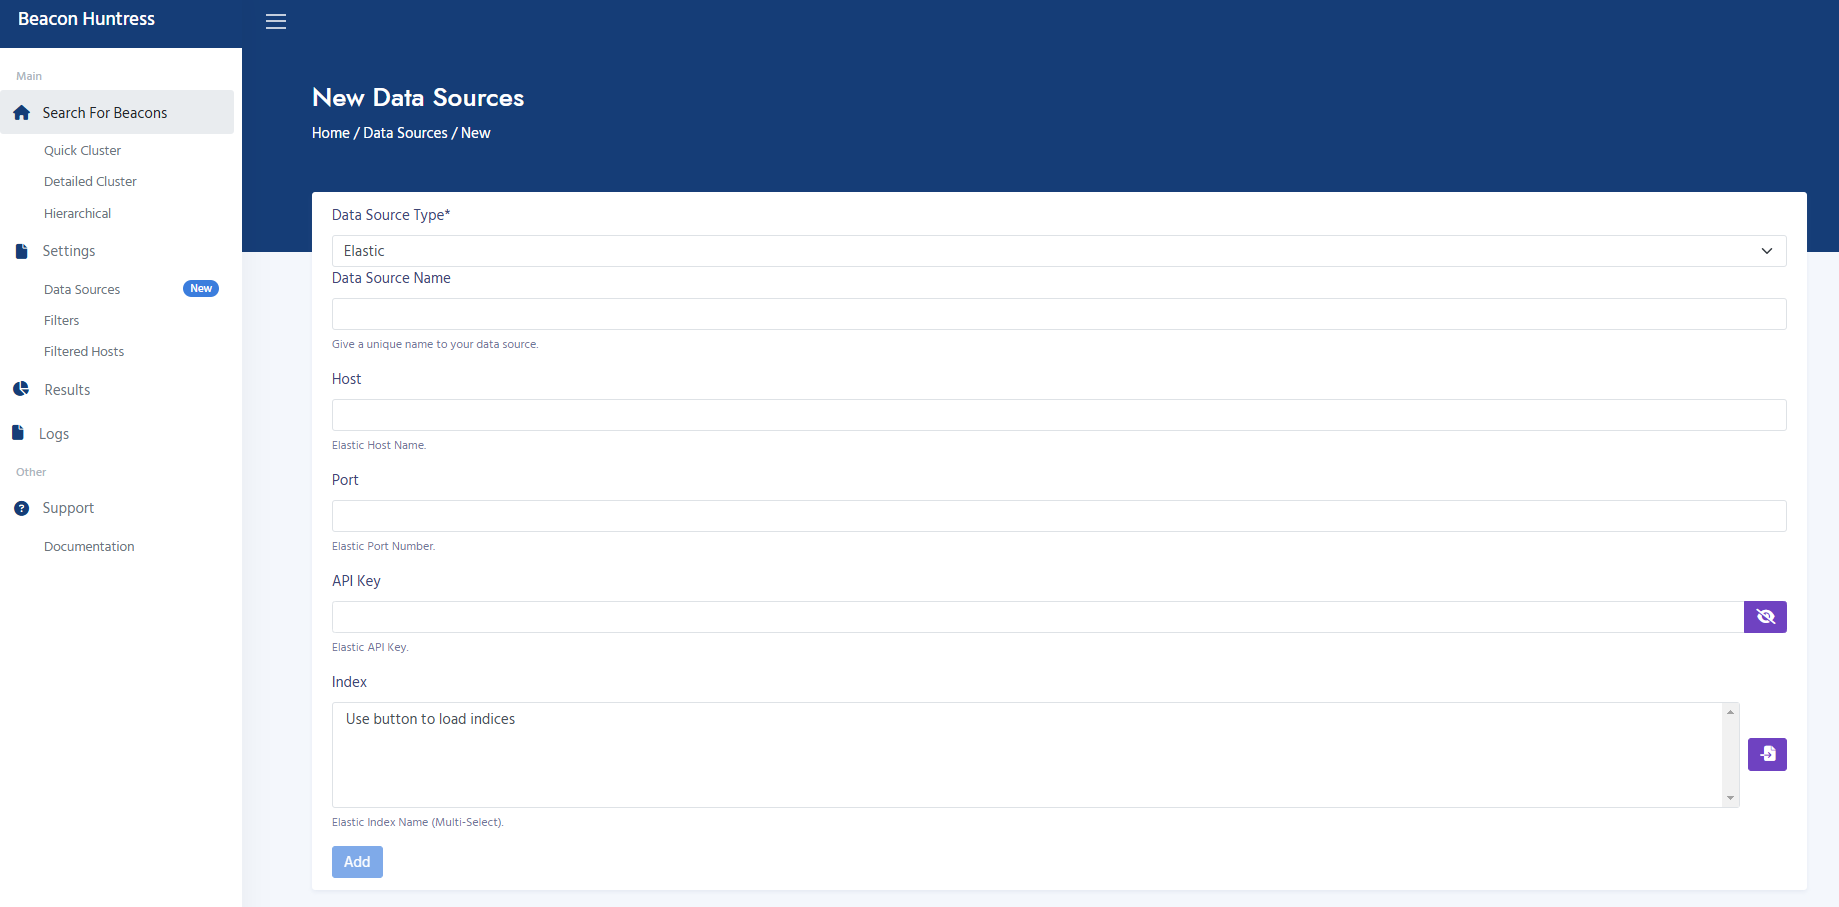 Beacon Huntress
Main
Search For Beacons
Quick Cluster
Detailed Cluster
Hierarchical
Settings
Data Sources New
Filters
Filtered Hosts
Results
Logs
Other
? Support
Documentation
New Data Sources
Home / Data Sources / New
Data Source Type*
Elastic
Data Source Name
Give a unique name to your data source.
Host
Elastic Host Name.
Port
Elastic Port Number.
API Key
Elastic API Key.
Index
Use button to load indices
Elastic Index Name (Multi-Select).
Add